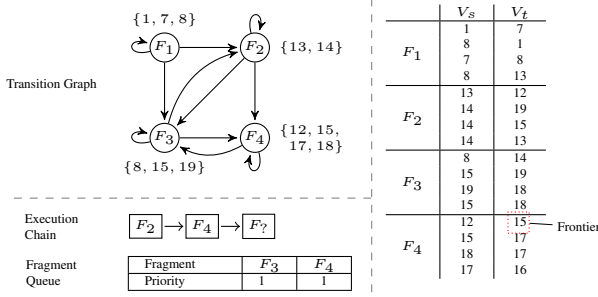 {1, 7, 8}
F1
F2
{13, 14}
Transition Graph
F3
F4
{12, 15,
17, 18}
{8, 15, 19}
Execution
Chain
F2
F4
F?
Fragment
Queue
Fragment F3 F4
Priority 1 1
Vs Vt
F1
1 7
8 1
7 8
8 13
F2
13 12
14 19
14 15
14 13
F3
8 14
15 19
19 18
15 18
F4
12 15
15 17
18 17
17 16
Frontier